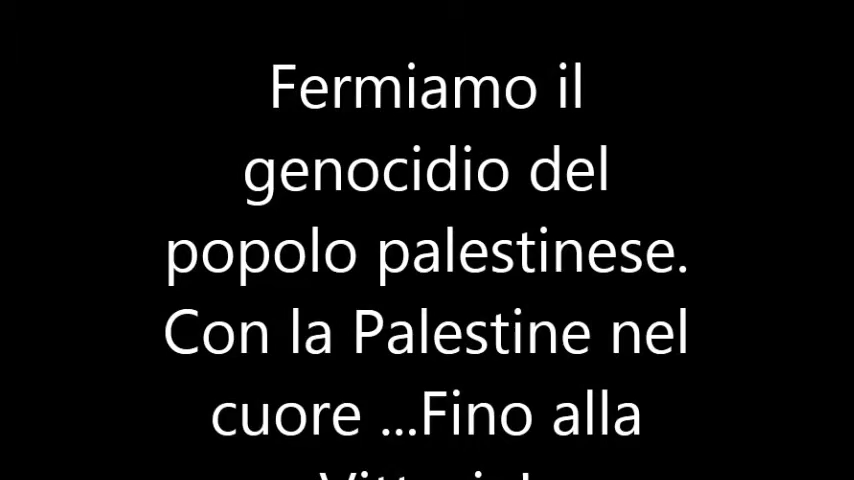 Fermiamo il
genocidio del
popolo palestinese.
Con la Palestine nel
cuore ...Fino alla